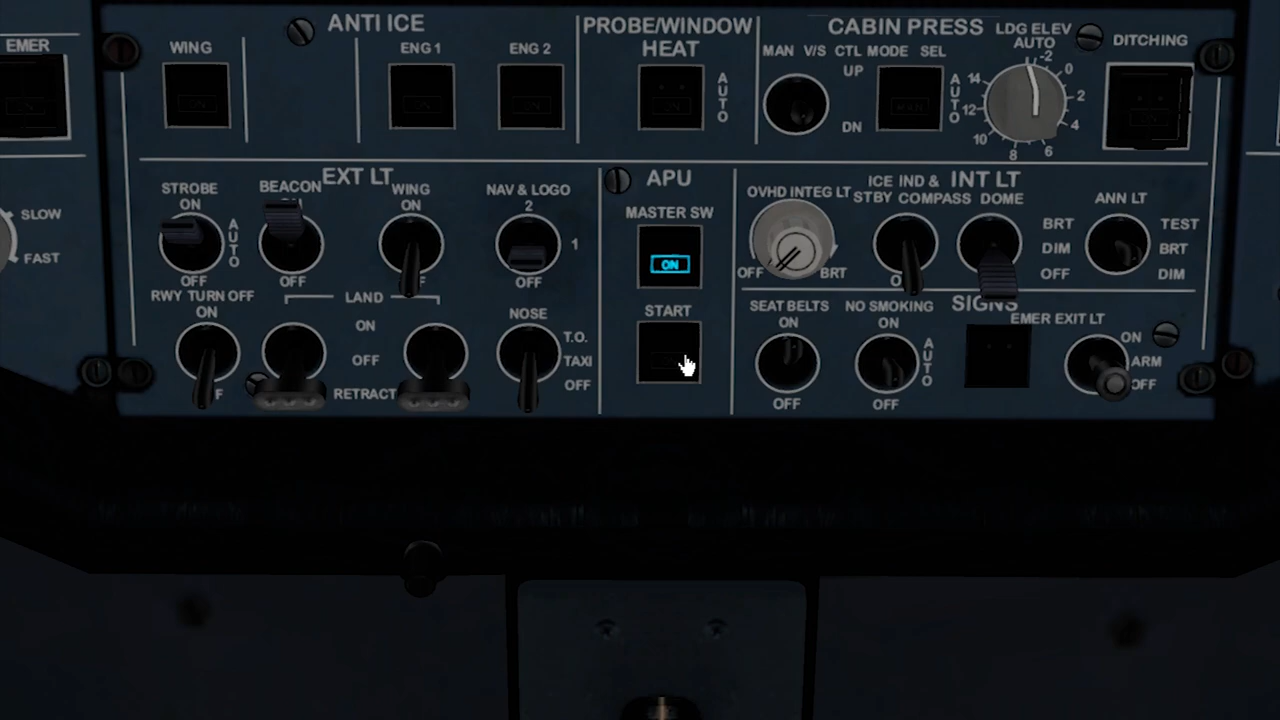 EMER
ANTI ICE
WING
ENG 1
ENG 2
PROBE/WINDOW
HEAT
AUTO
CABIN PRESS
MAN V/S CTL
MODE SEL
UP
DN
AUTO
LDG ELEV
AUTO
-2
0
2
4
6
8
10
12
14
DITCHING
SLOW
FAST
EXT LT
STROBE
ON
AUTO
OFF
BEACON
OFF
WING
ON
NAV & LOGO
2
1
OFF
RWY TURN OFF
ON
LAND
ON
OFF
RETRACT
NOSE
T.O.
TAXI
OFF
APU
MASTER SW
ON
START
INT LT
OVHD INTEG LT
OFF
BRT
ICE IND &
STBY COMPASS
DOME
BRT
DIM
OFF
ANN LT
TEST
BRT
DIM
SIGNS
SEAT BELTS
ON
OFF
NO SMOKING
ON
AUTO
OFF
EMER EXIT LT
ON
ARM
OFF